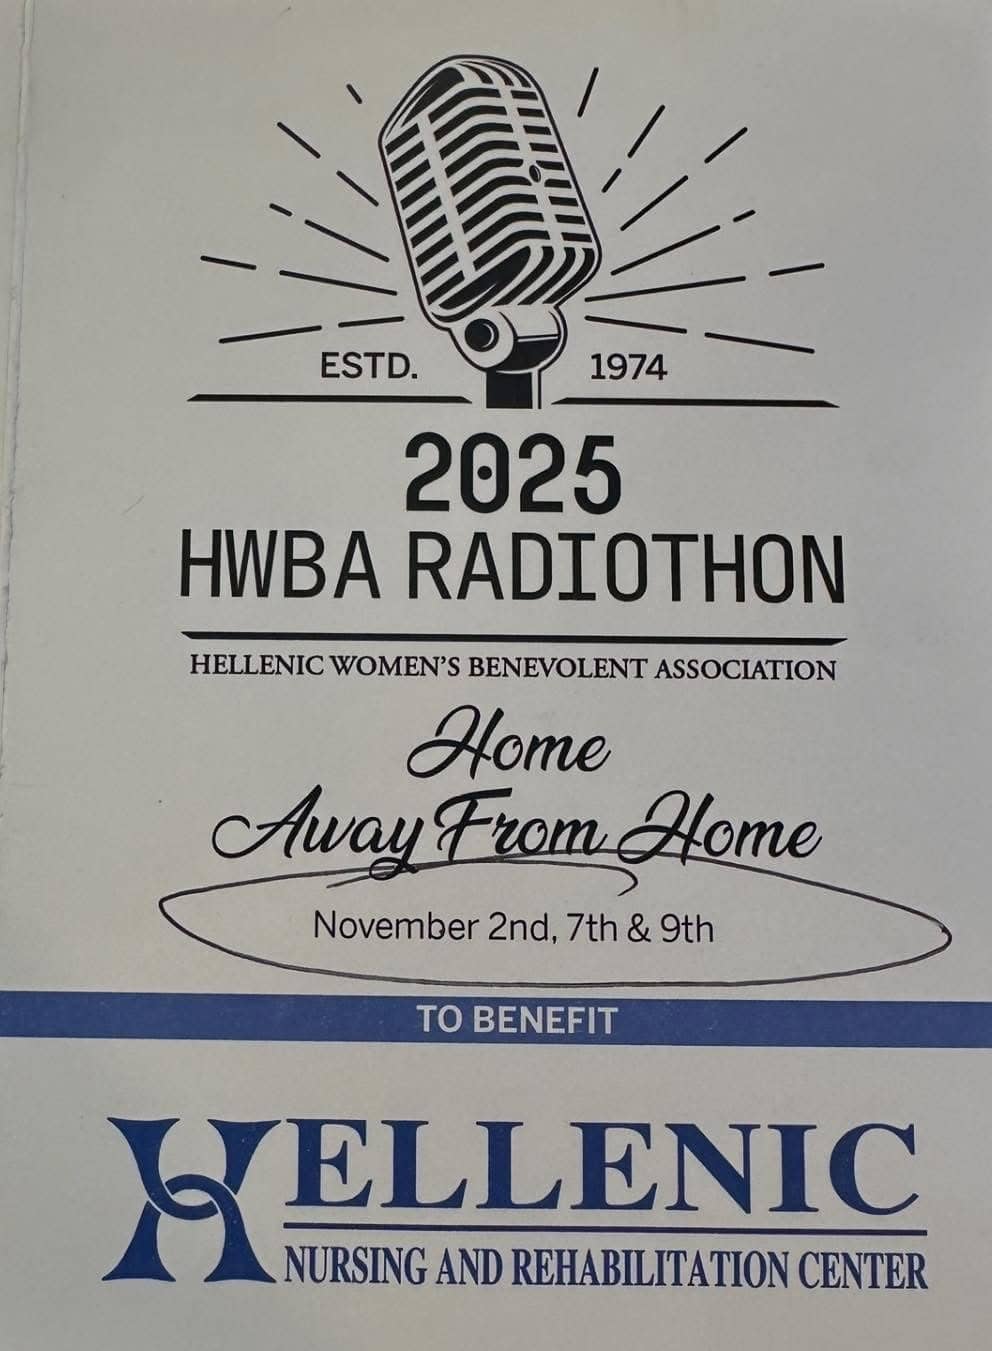 ESTD. 1974
2025
HWBA RADIOTHON
HELLENIC WOMEN'S BENEVOLENT ASSOCIATION
Home
Away From Home
November 2nd, 7th & 9th
TO BENEFIT
HELLENIC
NURSING AND REHABILITATION CENTER